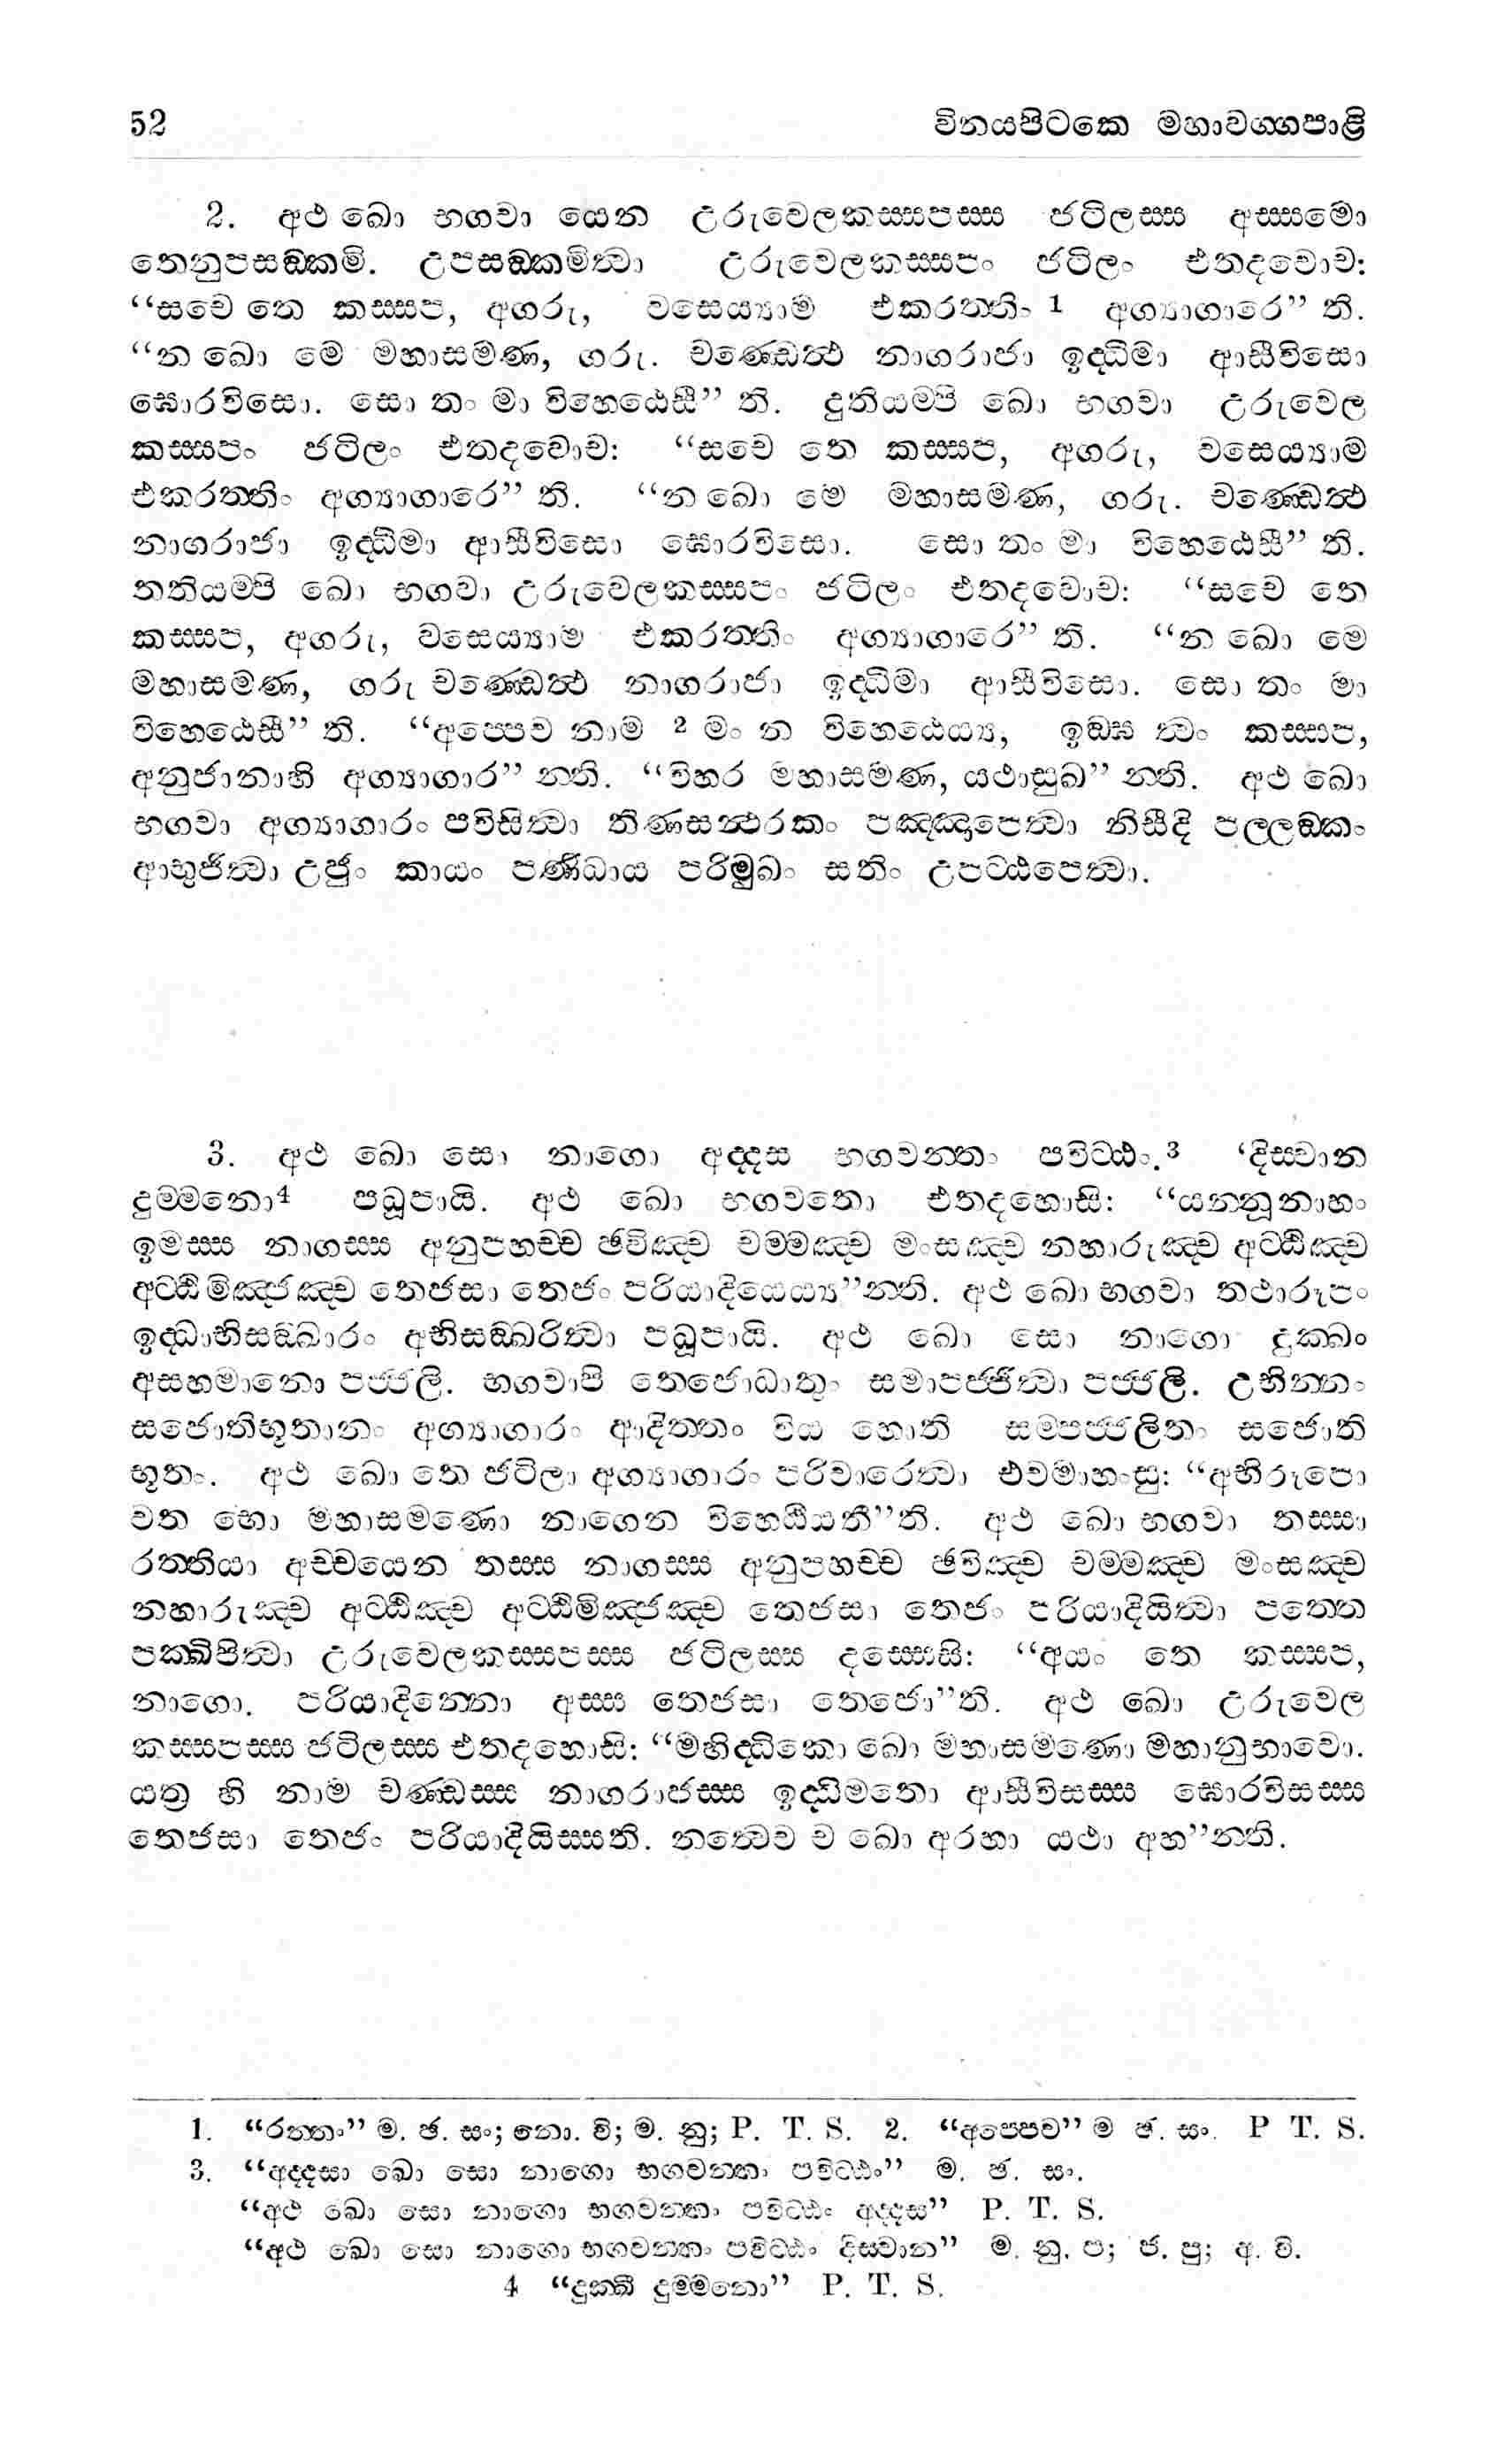 52 විනයපිටකෙ මහාවග්ගපාළි
2. අථ ඛො භගවා යෙන උරුවෙලකස්සපස්ස ජටිලස්ස අස්සමො
තෙනුපසඞ්කමි. උපසඞ්කමිත්වා උරුවෙලකස්සපං ජටිලං එතදවොච:
“සචෙ තෙ කස්සප, අගරු, වසෙය්‍යාම එකරත්තිං 1 අග්‍යාගාරෙ” ති.
“න ඛො මෙ මහාසමණ, ගරු. චණ්ඩෙත්ථ නාගරාජා ඉද්ධිමා ආසීවිසො
ඝොරවිසො. සො තං මා විහෙඨෙසී” ති. දුතියම්පි ඛො භගවා උරුවෙල
කස්සපං ජටිලං එතදවොච: “සචෙ තෙ කස්සප, අගරු, වසෙය්‍යාම
එකරත්තිං අග්‍යාගාරෙ” ති. “න ඛො මෙ මහාසමණ, ගරු. චණ්ඩෙත්ථ
නාගරාජා ඉද්ධිමා ආසීවිසො ඝොරවිසො. සො තං මා විහෙඨෙසී” ති.
තතියම්පි ඛො භගවා උරුවෙලකස්සපං ජටිලං එතදවොච: “සචෙ තෙ
කස්සප, අගරු, වසෙය්‍යාම එකරත්තිං අග්‍යාගාරෙ” ති. “න ඛො මෙ
මහාසමණ, ගරු චණ්ඩෙත්ථ නාගරාජා ඉද්ධිමා ආසීවිසො. සො තං මා
විහෙඨෙසී” ති. “අප්පෙව නාම 2 මං න විහෙඨෙය්‍ය, ඉඞ්ඝ ත්වං කස්සප,
අනුජානාහි අග්‍යාගාර” න්ති. “විහර මහාසමණ, යථාසුඛ” න්ති. අථ ඛො
භගවා අග්‍යාගාරං පවිසිත්වා තිණසන්ථරකං පඤ්ඤාපෙත්වා නිසීදි පල්ලඞ්කං
ආභුජිත්වා උජුං කායං පණිධාය පරිමුඛං සතිං උපට්ඨපෙත්වා.
3. අථ ඛො සො නාගො අද්දස භගවන්තං පවිට්ඨං.3 ‘දිස්වාන
දුම්මනො4 පධූපායි. අථ ඛො භගවතො එතදහොසි: “යන්නූනාහං
ඉමස්ස නාගස්ස අනුපහච්ච ඡවිඤ්ච චම්මඤ්ච මංසඤ්ච නහාරුඤ්ච අට්ඨිඤ්ච
අට්ඨිමිඤ්ජඤ්ච තෙජසා තෙජං පරියාදියෙය්‍ය”න්ති. අථ ඛො භගවා තථාරූපං
ඉද්ධාභිසඞ්ඛාරං අභිසඞ්ඛරිත්වා පධූපායි. අථ ඛො සො නාගො දුක්ඛං
අසහමානො පජ්ජලි. භගවාපි තෙජොධාතුං සමාපජ්ජිත්වා පජ්ජලි. උභින්නං
සජොතිභූතානං අග්‍යාගාරං ආදිත්තං විය හොති සම්පජ්ජලිතං සජොති
භූතං. අථ ඛො තෙ ජටිලා අග්‍යාගාරං පරිවාරෙත්වා එවමාහංසු: “අභිරූපො
වත භො මහාසමණො නාගෙන විහෙඨියතී”ති. අථ ඛො භගවා තස්සා
රත්තියා අච්චයෙන තස්ස නාගස්ස අනුපහච්ච ඡවිඤ්ච චම්මඤ්ච මංසඤ්ච
නහාරුඤ්ච අට්ඨිඤ්ච අට්ඨිමිඤ්ජඤ්ච තෙජසා තෙජං පරියාදියිත්වා පත්තෙ
පක්ඛිපිත්වා උරුවෙලකස්සපස්ස ජටිලස්ස දස්සෙසි: “අයං තෙ කස්සප,
නාගො. පරියාදින්නො අස්ස තෙජසා තෙජො”ති. අථ ඛො උරුවෙල
කස්සපස්ස ජටිලස්ස එතදහොසි: “මහිද්ධිකො ඛො මහාසමණො මහානුභාවො.
යත්‍ර හි නාම චණ්ඩස්ස නාගරාජස්ස ඉද්ධිමතො ආසීවිසස්ස ඝොරවිසස්ස
තෙජසා තෙජං පරියාදියිස්සති. නත්වෙව ච ඛො අරහා යථා අහ”න්ති.
1. “රත්තං” ම. ඡ. සං; තො. වි; ම. නු; P. T. S. 2. “අප්පෙව” ම ඡ. සං. P T. S.
3. “අද්දසා ඛො සො නාගො භගවන්තං පවිට්ඨං” ම. ඡ. සං.
“අථ ඛො සො නාගො භගවන්තං පවිට්ඨං අද්දස” P. T. S.
“අථ ඛො සො නාගො භගවන්තං පවිට්ඨං දිස්වාන” ම. නු. ප; ජ. පු; අ. වි.
4 “දුක්ඛී දුම්මනො” P. T. S.